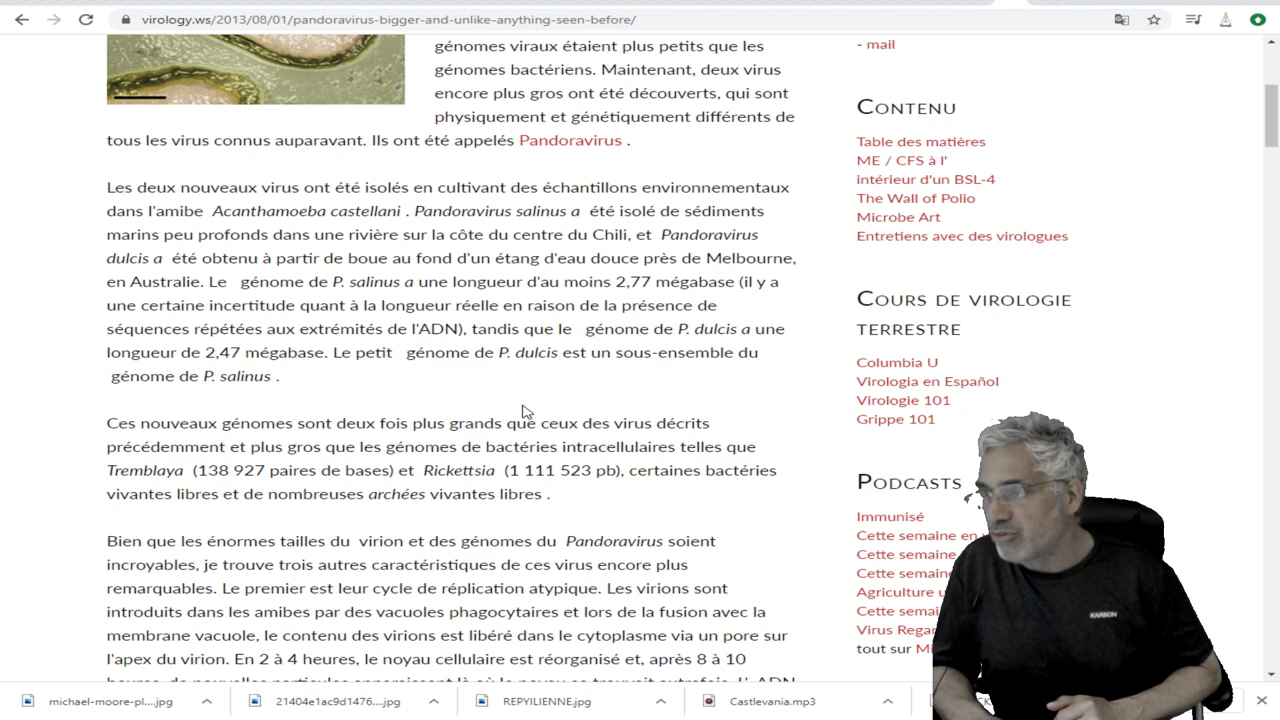 virology.ws/2013/08/01/pandoravirus-bigger-and-unlike-anything-seen-before/
génomes viraux étaient plus petits que les
génomes bactériens. Maintenant, deux virus
encore plus gros ont été découverts, qui sont
physiquement et génétiquement différents de
tous les virus connus auparavant. Ils ont été appelés Pandoravirus .
Les deux nouveaux virus ont été isolés en cultivant des échantillons environnementaux
dans l'amibe Acanthamoeba castellani . Pandoravirus salinus a été isolé de sédiments
marins peu profonds dans une rivière sur la côte du centre du Chili, et Pandoravirus
dulcis a été obtenu à partir de boue au fond d'un étang d'eau douce près de Melbourne,
en Australie. Le génome de P. salinus a une longueur d'au moins 2,77 mégabase (il y a
une certaine incertitude quant à la longueur réelle en raison de la présence de
séquences répétées aux extrémités de l'ADN), tandis que le génome de P. dulcis a une
longueur de 2,47 mégabase. Le petit génome de P. dulcis est un sous-ensemble du
génome de P. salinus .
Ces nouveaux génomes sont deux fois plus grands que ceux des virus décrits
précédemment et plus gros que les génomes de bactéries intracellulaires telles que
Tremblaya (138 927 paires de bases) et Rickettsia (1 111 523 pb), certaines bactéries
vivantes libres et de nombreuses archées vivantes libres .
Bien que les énormes tailles du virion et des génomes du Pandoravirus soient
incroyables, je trouve trois autres caractéristiques de ces virus encore plus
remarquables. Le premier est leur cycle de réplication atypique. Les virions sont
introduits dans les amibes par des vacuoles phagocytaires et lors de la fusion avec la
membrane vacuole, le contenu des virions est libéré dans le cytoplasme via un pore sur
l'apex du virion. En 2 à 4 heures, le noyau cellulaire est réorganisé et, après 8 à 10
- mail
Contenu
Table des matières
ME / CFS à l'
intérieur d'un BSL-4
The Wall of Polio
Microbe Art
Entretiens avec des virologues
Cours de virologie
terrestre
Columbia U
Virologia en Español
Virologie 101
Grippe 101
Podcasts
Immunisé
Cette semaine en
Cette semaine
Cette semaine
Agriculture
Cette
Virus
tout sur
KARBON
michael-moore-pl....jpg
21404e1ac9d1476....jpg
REPYILIENNE.jpg
Castlevania.mp3